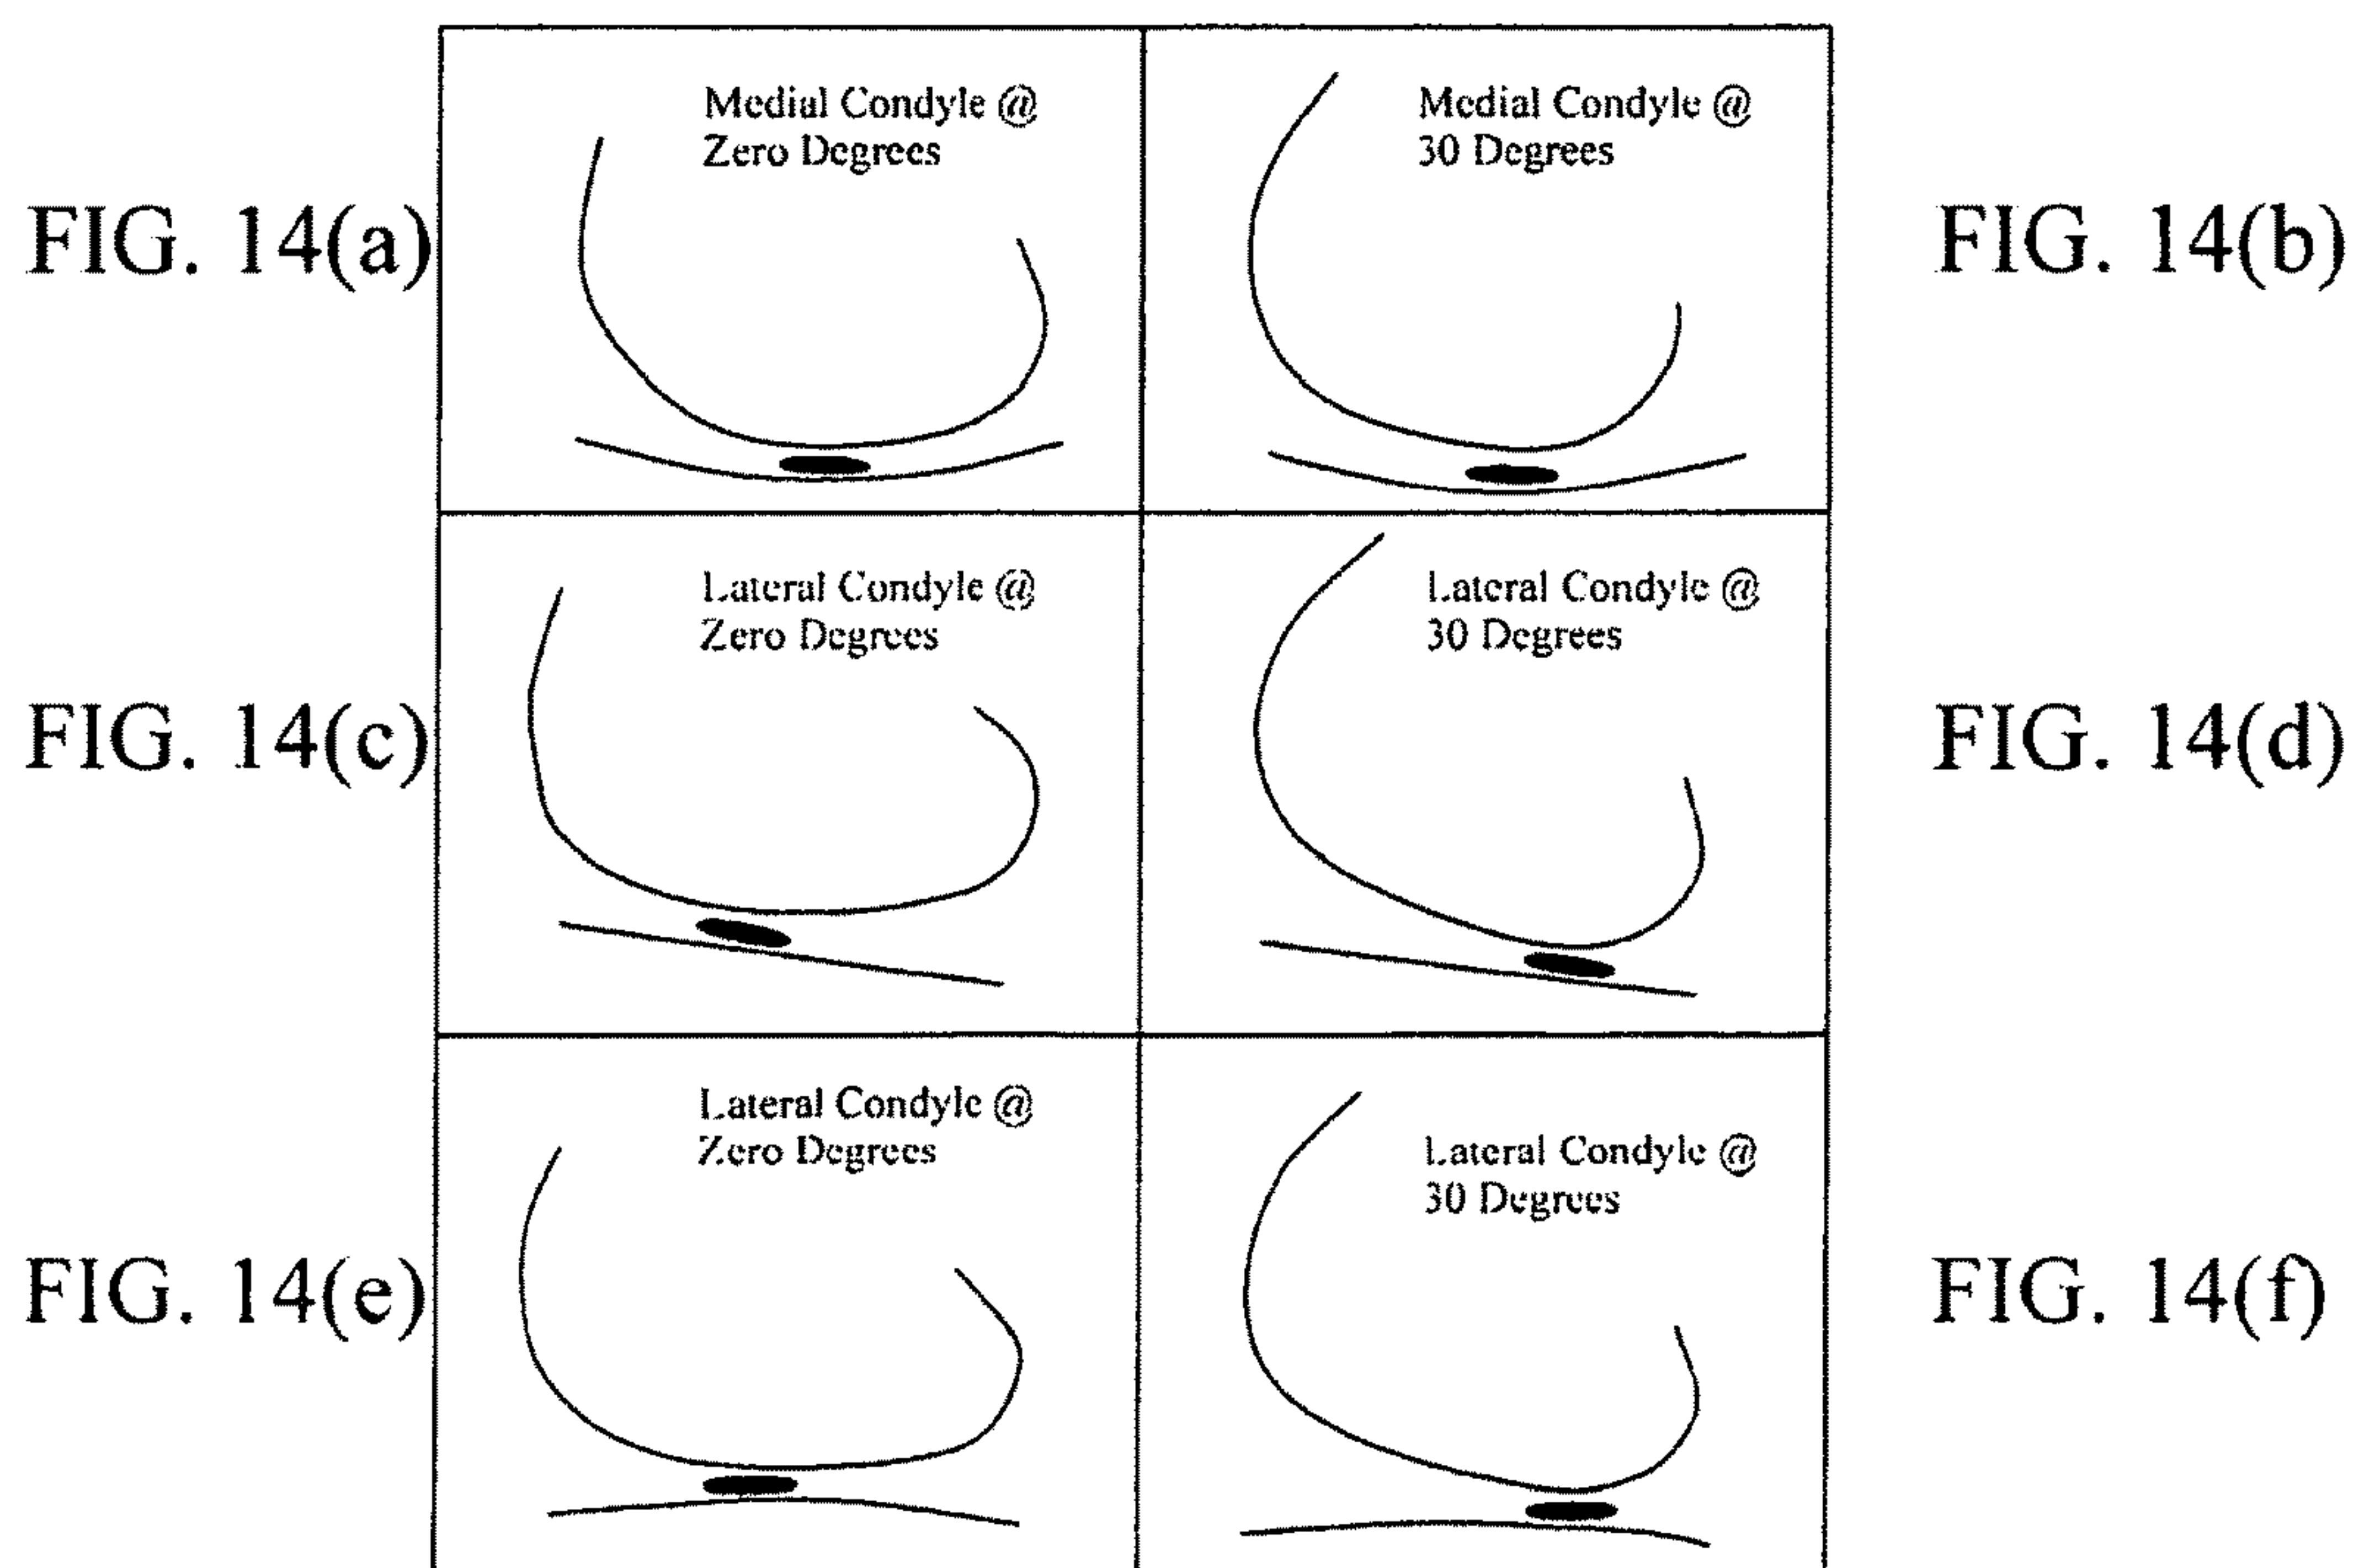 Medial Condyle @
Zero Degrees
Medial Condyle @
30 Degrees
FIG. 14(a)
FIG. 14(b)
Lateral Condyle @
Zero Degrees
Lateral Condyle @
30 Degrees
FIG. 14(c)
FIG. 14(d)
Lateral Condyle @
Zero Degrees
Lateral Condyle @
30 Degrees
FIG. 14(e)
FIG. 14(f)